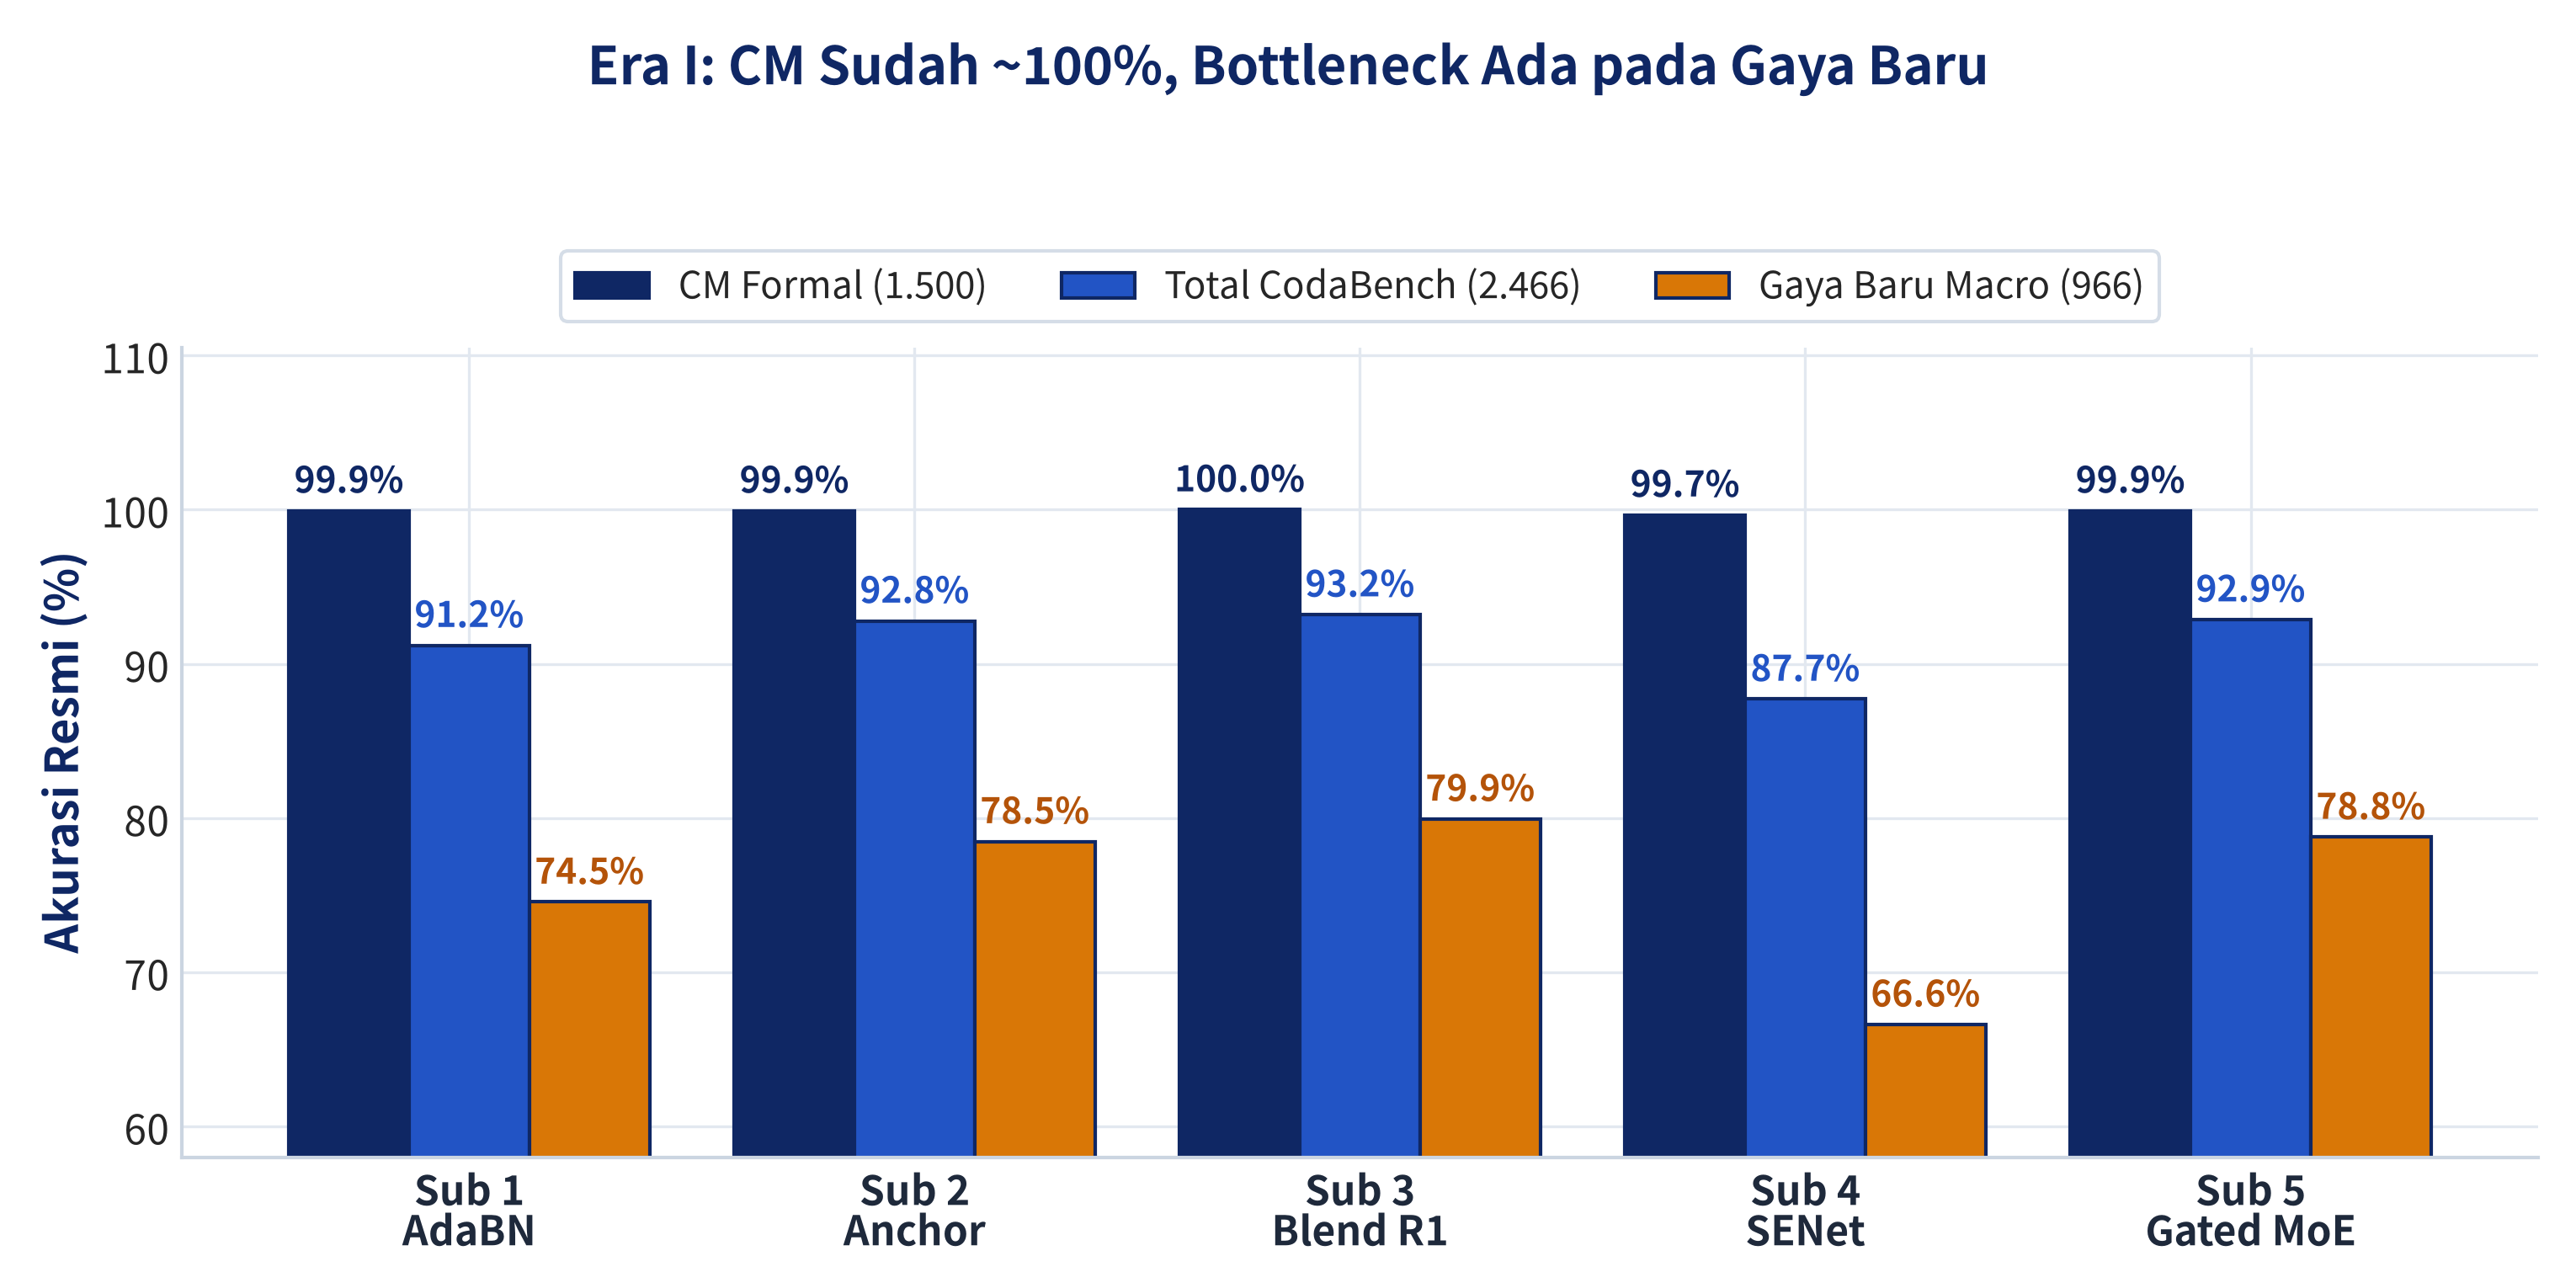 Era I: CM Sudah ~100%, Bottleneck Ada pada Gaya Baru
CM Formal (1.500)
Total CodaBench (2.466)
Gaya Baru Macro (966)
Akurasi Resmi (%)
110
100
90
80
70
60
99.9%
91.2%
74.5%
99.9%
92.8%
78.5%
100.0%
93.2%
79.9%
99.7%
87.7%
66.6%
99.9%
92.9%
78.8%
Sub 1
AdaBN
Sub 2
Anchor
Sub 3
Blend R1
Sub 4
SENet
Sub 5
Gated MoE